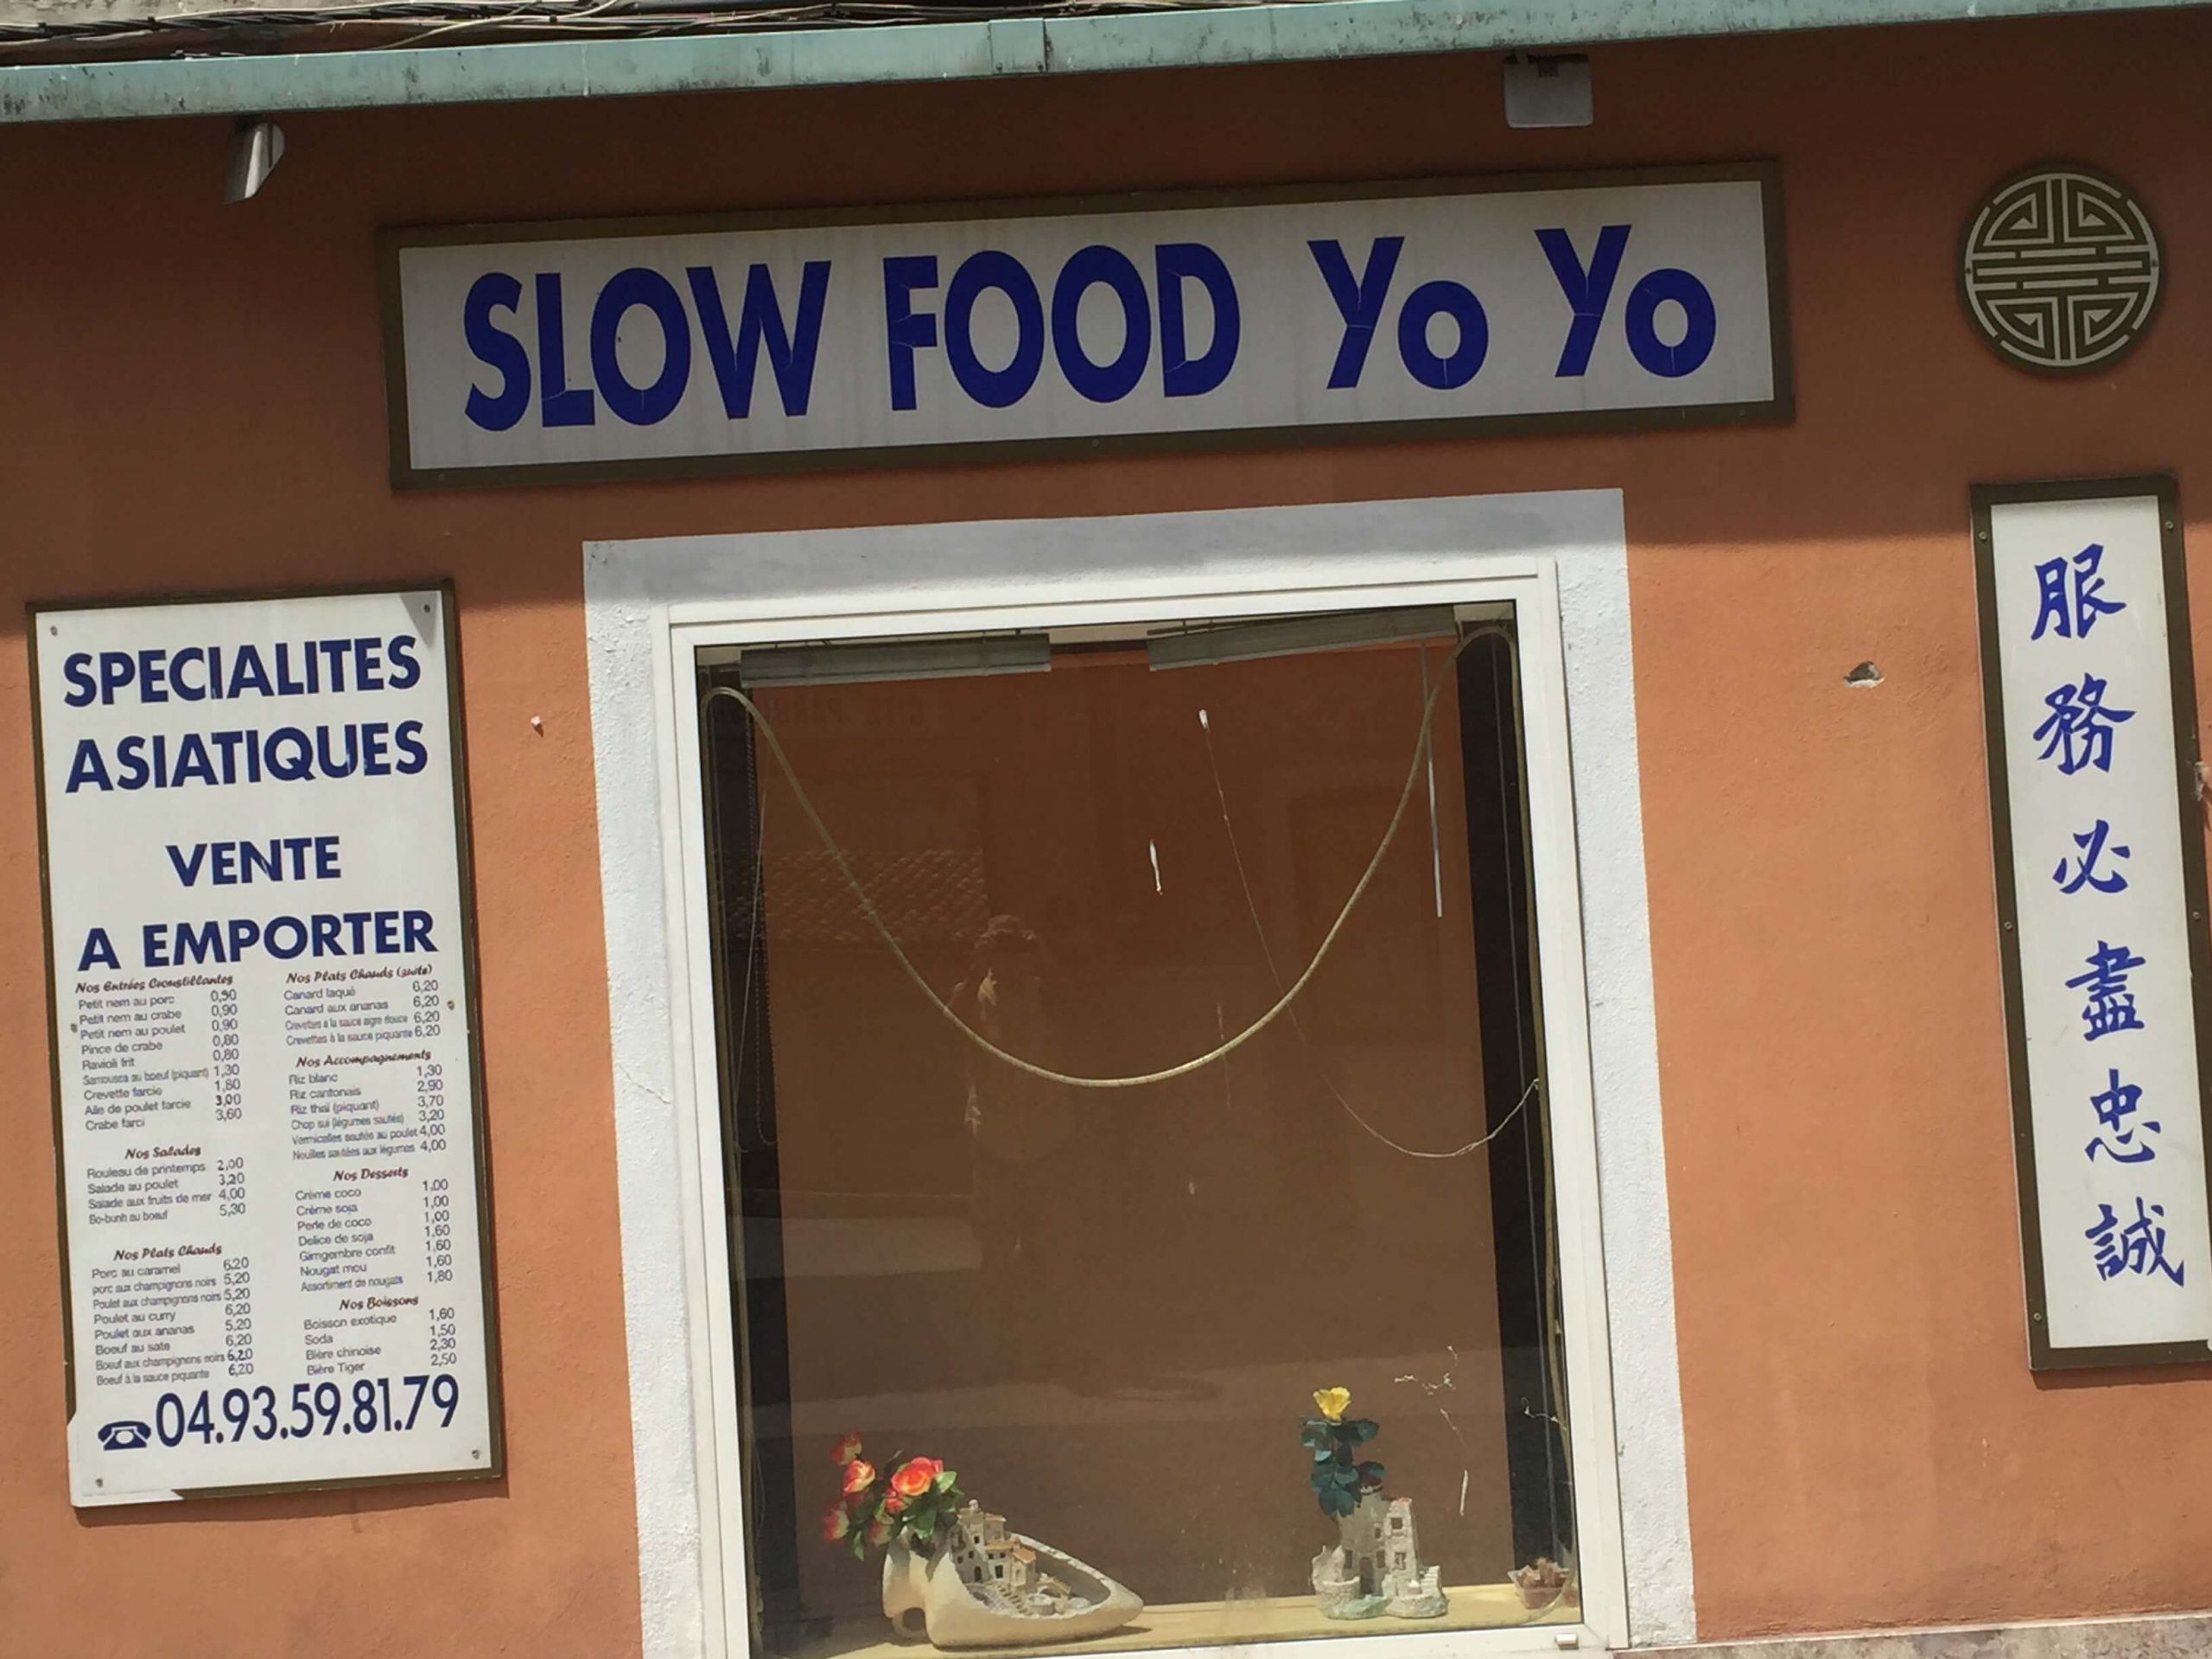 SLOW FOOD Yo Yo
SPECIALITES
ASIATIQUES
VENTE
A EMPORTER
Nos Entrées Croustillantes
Petit nem au porc 0,90
Petit nem au crabe 0,90
Petit nem au poulet 0,90
Pince de crabe 0,80
Ravioli frit 0,80
Samoussa au boeuf (piquant) 1,30
Crevette farcie 1,80
Aile de poulet farcie 3,00
Crabe farci 3,60
Nos Salades
Rouleau de printemps 2,00
Salade au poulet 3,20
Salade aux fruits de mer 4,00
Bo-bunh au boeuf 5,30
Nos Plats Chauds
Porc au caramel 6,20
porc aux champignons noirs 5,20
Poulet aux champignons noirs 5,20
Poulet au curry 6,20
Poulet aux ananas 5,20
Boeuf au sate 6,20
Boeuf aux champignons noirs 6,20
Boeuf à la sauce piquante 6,20
Nos Plats Chauds (suite)
Canard laqué 6,20
Canard aux ananas 6,20
Crevettes à la sauce aigre douce 6,20
Crevettes à la sauce piquante 6,20
Nos Accompagnements
Riz blanc 1,30
Riz cantonais 2,90
Riz thaï (piquant) 3,70
Chop sui (légumes sautés) 3,20
Vermicelles sautés au poulet 4,00
Nouilles sautées aux légumes 4,00
Nos Desserts
Crème coco 1,00
Crème soja 1,00
Perle de coco 1,00
Delice de soja 1,60
Gimgembre confit 1,60
Nougat mou 1,60
Assortiment de nougats 1,80
Nos Boissons
Boisson exotique 1,60
Soda 1,50
Bière chinoise 2,30
Bière Tiger 2,50
04.93.59.81.79
服務必盡忠誠